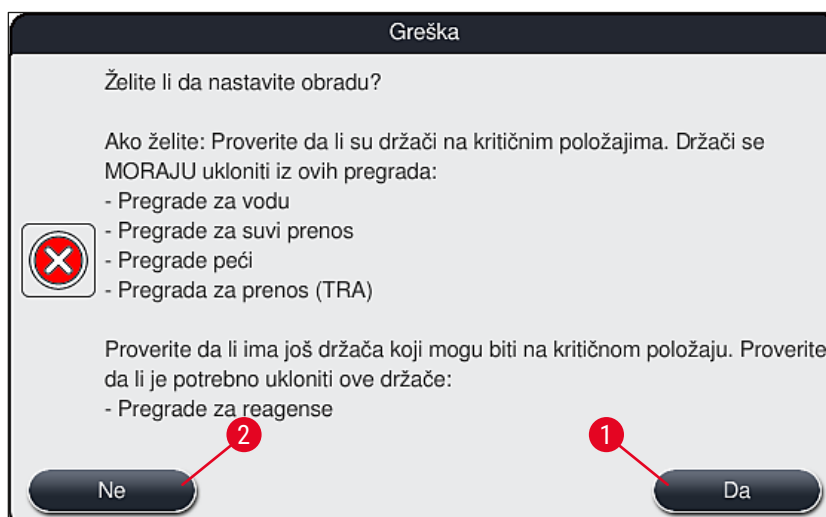 Greška
Želite li da nastavite obradu?
Ako želite: Proverite da li su držači na kritičnim položajima. Držači se
MORAJU ukloniti iz ovih pregrada:
- Pregrade za vodu
- Pregrade za suvi prenos
- Pregrade peći
- Pregrada za prenos (TRA)
Proverite da li ima još držača koji mogu biti na kritičnom položaju. Proverite
da li je potrebno ukloniti ove držače:
- Pregrade za reagense
2
1
Ne
Da